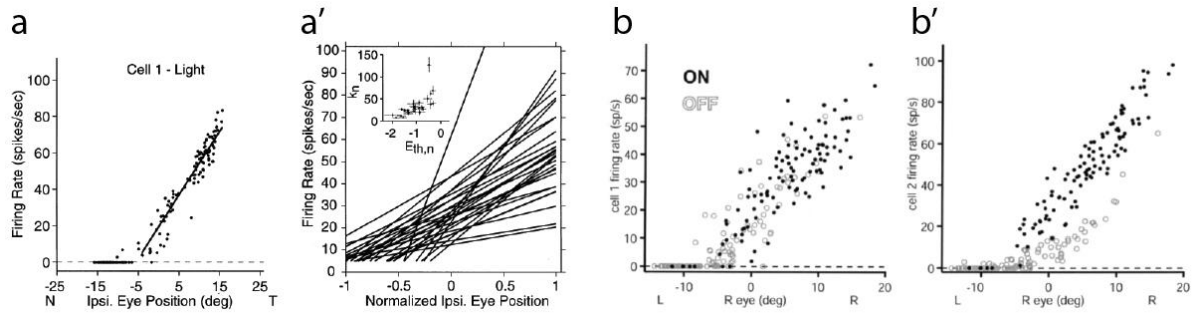 a
Cell 1 - Light
Firing Rate (spikes/sec)
100
80
60
40
20
0
-25 -15 -5 5 15 25
N Ipsi. Eye Position (deg) T
a'
Firing Rate (spikes/sec)
100
90
80
70
60
50
40
30
20
10
0
150
100
50
0
kn
-2 -1 0
Eth,n
-1 -0.5 0 0.5 1
Normalized Ipsi. Eye Position
b
ON
OFF
cell 1 firing rate (sp/s)
70
60
50
40
30
20
10
0
-10 0 10 20
L R eye (deg) R
b'
cell 2 firing rate (sp/s)
100
80
60
40
20
0
-10 0 10 20
L R eye (deg) R